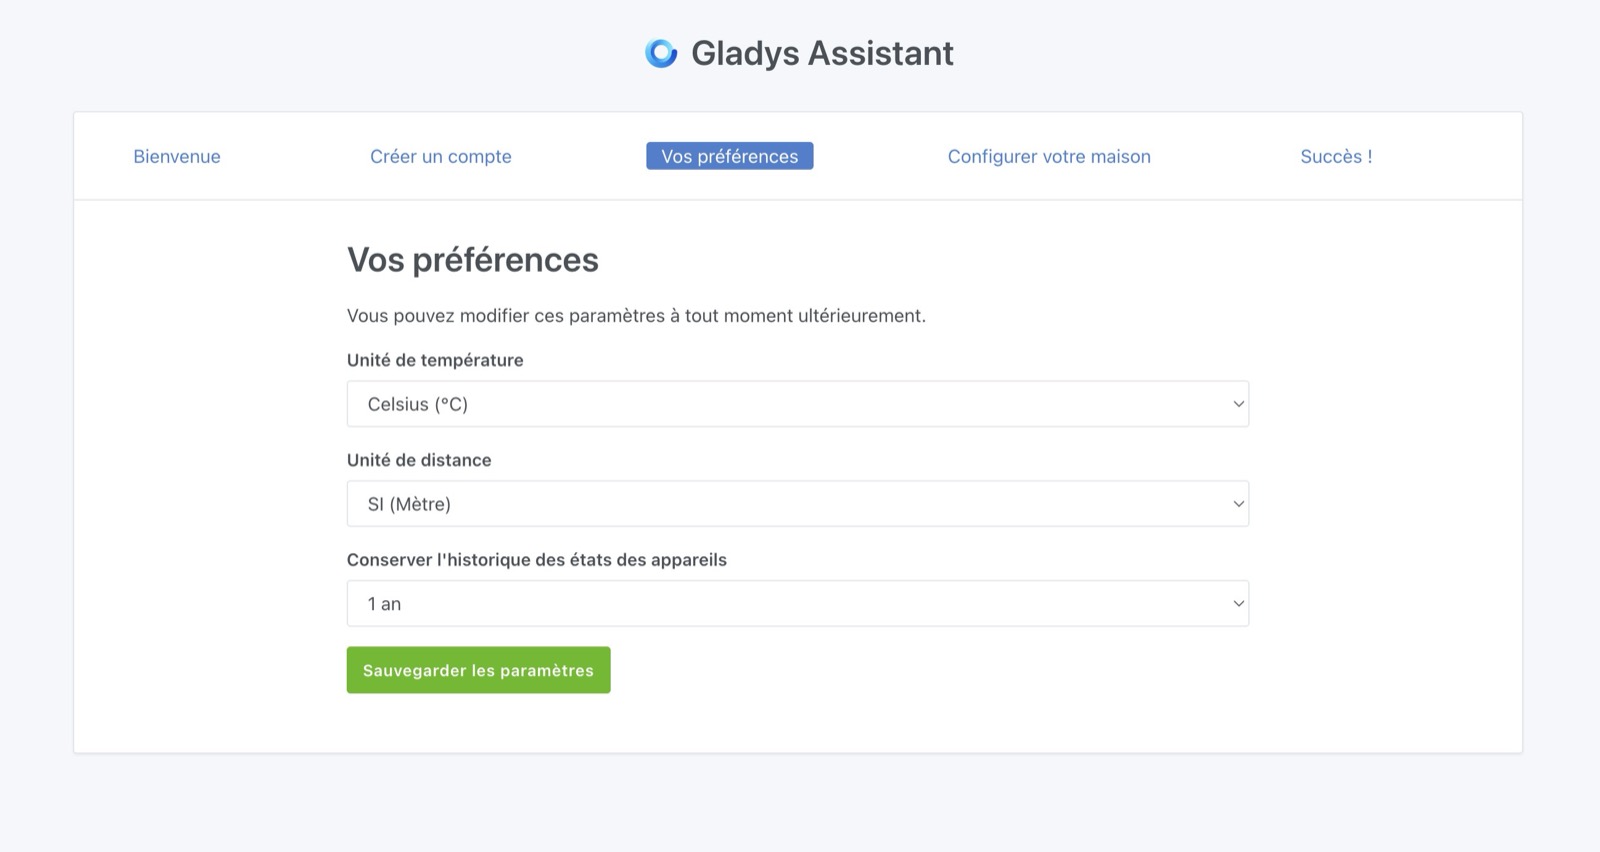 Gladys Assistant
Bienvenue
Créer un compte
Vos préférences
Configurer votre maison
Succès !
Vos préférences
Vous pouvez modifier ces paramètres à tout moment ultérieurement.
Unité de température
Celsius (°C)
Unité de distance
SI (Mètre)
Conserver l'historique des états des appareils
1 an
Sauvegarder les paramètres